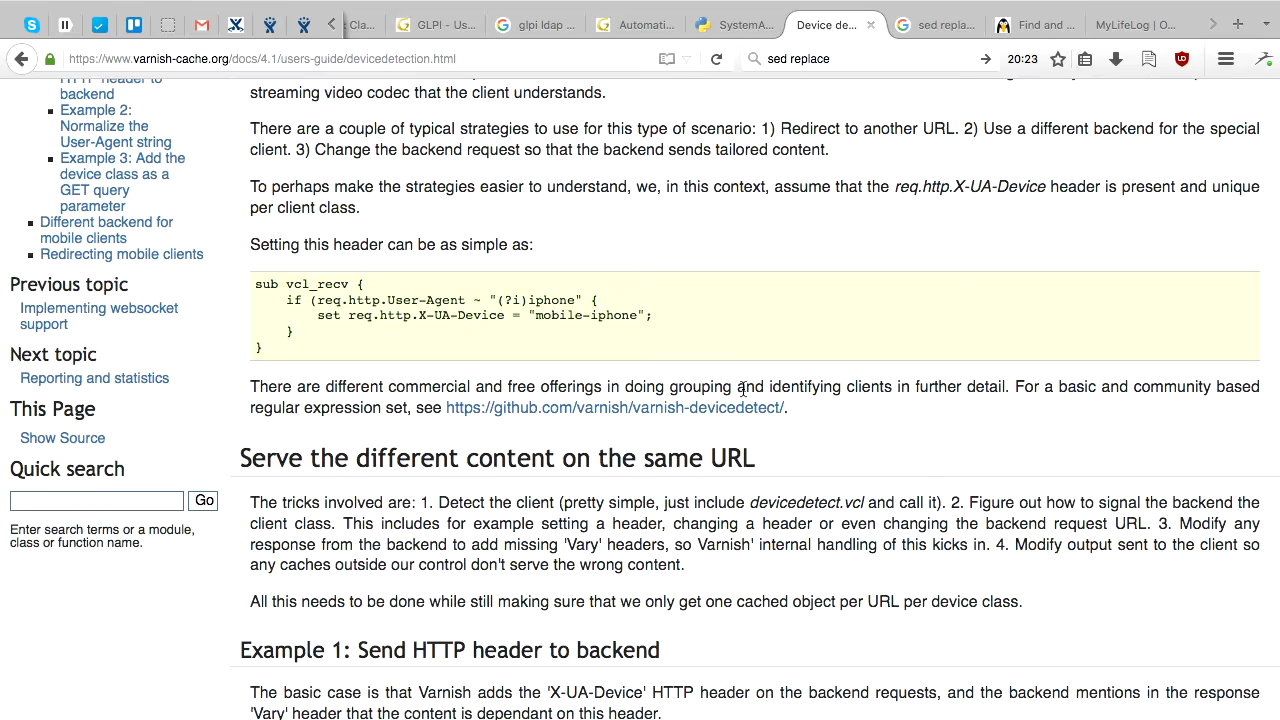 Cla...
GLPI - Us...
glpi ldap ...
Automati...
SystemA...
Device de...
sed repla...
Find and ...
MyLifeLog | O...
https://www.varnish-cache.org/docs/4.1/users-guide/devicedetection.html
sed replace
20:23
HTTP header to
backend
Example 2:
Normalize the
User-Agent string
Example 3: Add the
device class as a
GET query
parameter
Different backend for
mobile clients
Redirecting mobile clients
Previous topic
Implementing websocket
support
Next topic
Reporting and statistics
This Page
Show Source
Quick search
Go
Enter search terms or a module,
class or function name.
streaming video codec that the client understands.
There are a couple of typical strategies to use for this type of scenario: 1) Redirect to another URL. 2) Use a different backend for the special
client. 3) Change the backend request so that the backend sends tailored content.
To perhaps make the strategies easier to understand, we, in this context, assume that the req.http.X-UA-Device header is present and unique
per client class.
Setting this header can be as simple as:
sub vcl_recv {
    if (req.http.User-Agent ~ "(?i)iphone" {
        set req.http.X-UA-Device = "mobile-iphone";
    }
}
There are different commercial and free offerings in doing grouping and identifying clients in further detail. For a basic and community based
regular expression set, see https://github.com/varnish/varnish-devicedetect/.
Serve the different content on the same URL
The tricks involved are: 1. Detect the client (pretty simple, just include devicedetect.vcl and call it). 2. Figure out how to signal the backend the
client class. This includes for example setting a header, changing a header or even changing the backend request URL. 3. Modify any
response from the backend to add missing 'Vary' headers, so Varnish' internal handling of this kicks in. 4. Modify output sent to the client so
any caches outside our control don't serve the wrong content.
All this needs to be done while still making sure that we only get one cached object per URL per device class.
Example 1: Send HTTP header to backend
The basic case is that Varnish adds the 'X-UA-Device' HTTP header on the backend requests, and the backend mentions in the response
'Vary' header that the content is dependant on this header.